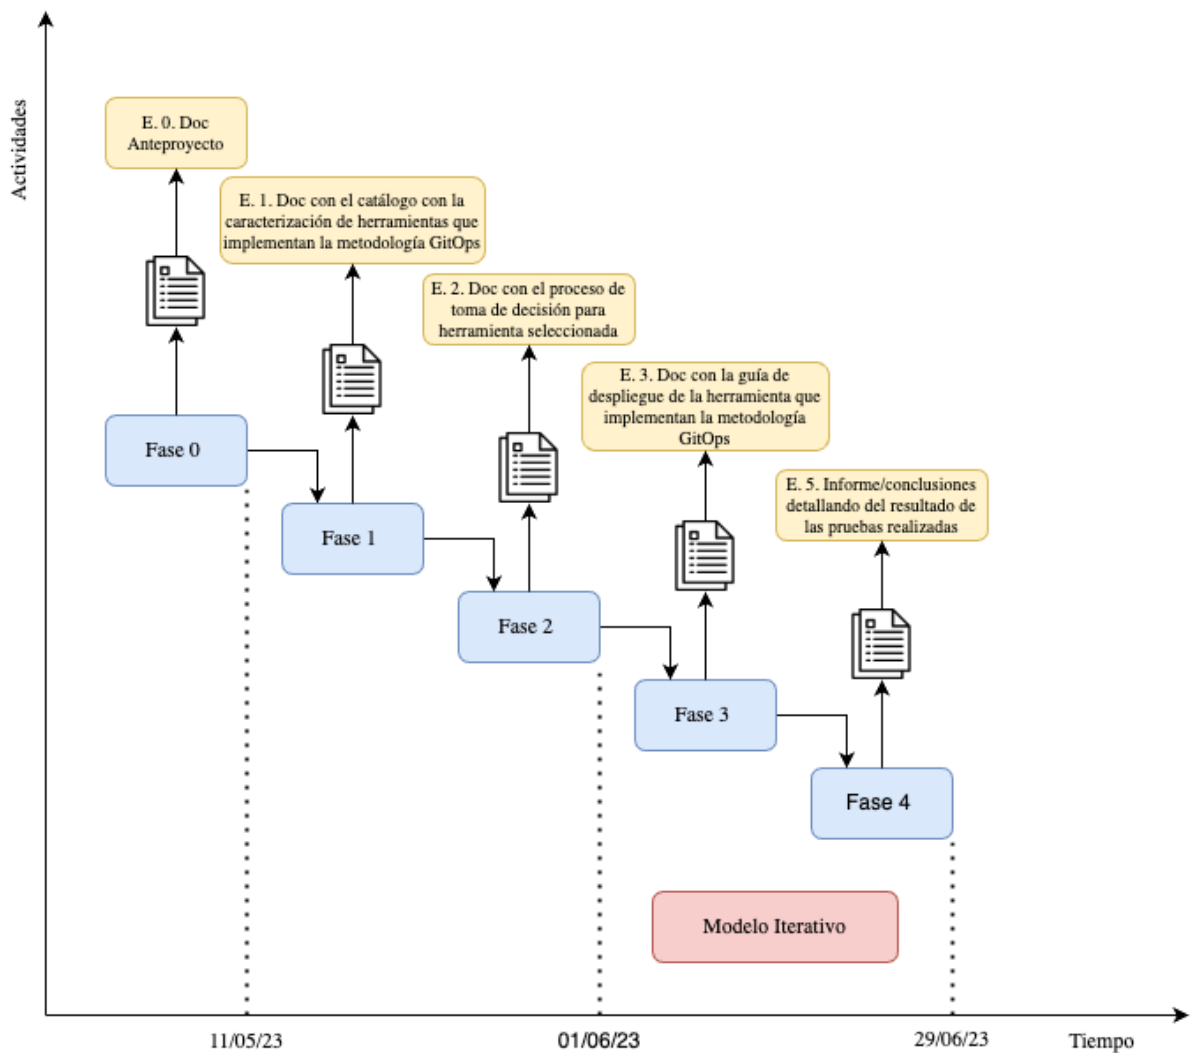 Actividades
E. 0. Doc
Anteproyecto
E. 1. Doc con el catálogo con la
caracterización de herramientas que
implementan la metodología GitOps
E. 2. Doc con el proceso de
toma de decisión para
herramienta seleccionada
E. 3. Doc con la guía de
despliegue de la herramienta que
implementan la metodología
GitOps
E. 5. Informe/conclusiones
detallando del resultado de
las pruebas realizadas
Fase 0
Fase 1
Fase 2
Fase 3
Fase 4
Modelo Iterativo
11/05/23
01/06/23
29/06/23
Tiempo